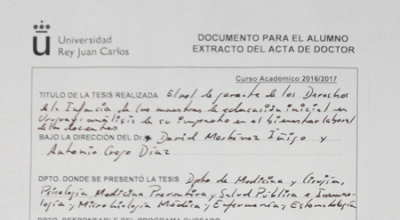 Universidad
Rey Juan Carlos
DOCUMENTO PARA EL ALUMNO
EXTRACTO DEL ACTA DE DOCTOR
Curso Académico 2016/2017
TITULO DE LA TESIS REALIZADA El rol de garante de los Derechos
de la Infancia de los maestros de educación inicial en
Uruguay: análisis de su impacto en el bienestar laboral
de los docentes
BAJO LA DIRECCIÓN DEL Dr. David Martínez Íñigo y
Antonio Crego Díaz
DPTO. DONDE SE PRESENTO LA TESIS Dpto de Medicina y Cirugía,
Psicología Medicina Preventiva y Salud Pública e Inmuno-
logía y Microbiología Médica y Enfermería y Estomatología